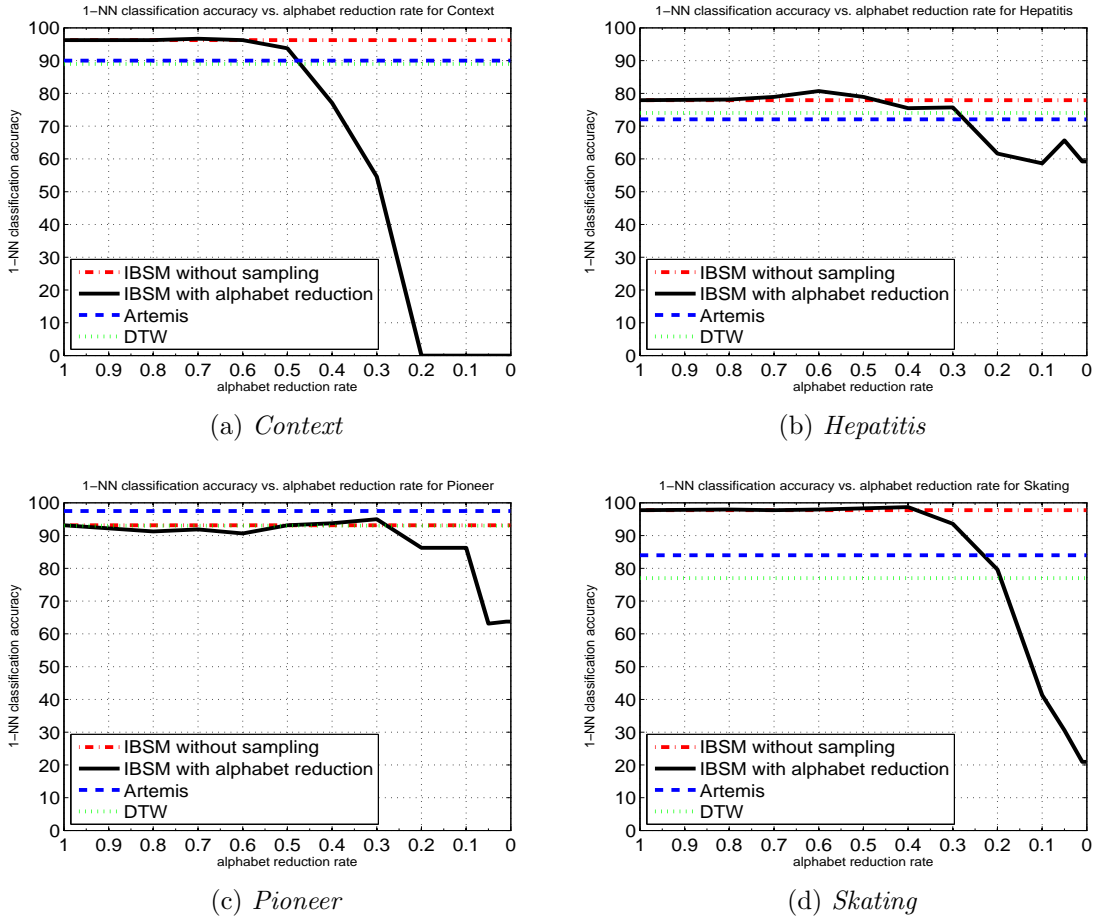 1−NN classification accuracy vs. alphabet reduction rate for Context
100
90
80
70
60
50
40
30
20
10
0
1−NN classification accuracy
IBSM without sampling
IBSM with alphabet reduction
Artemis
DTW
1 0.9 0.8 0.7 0.6 0.5 0.4 0.3 0.2 0.1 0
alphabet reduction rate
(a) Context
1−NN classification accuracy vs. alphabet reduction rate for Hepatitis
100
90
80
70
60
50
40
30
20
10
0
1−NN classification accuracy
IBSM without sampling
IBSM with alphabet reduction
Artemis
DTW
1 0.9 0.8 0.7 0.6 0.5 0.4 0.3 0.2 0.1 0
alphabet reduction rate
(b) Hepatitis
1−NN classification accuracy vs. alphabet reduction rate for Pioneer
100
90
80
70
60
50
40
30
20
10
0
1−NN classification accuracy
IBSM without sampling
IBSM with alphabet reduction
Artemis
DTW
1 0.9 0.8 0.7 0.6 0.5 0.4 0.3 0.2 0.1 0
alphabet reduction rate
(c) Pioneer
1−NN classification accuracy vs. alphabet reduction rate for Skating
100
90
80
70
60
50
40
30
20
10
0
1−NN classification accuracy
IBSM without sampling
IBSM with alphabet reduction
Artemis
DTW
1 0.9 0.8 0.7 0.6 0.5 0.4 0.3 0.2 0.1 0
alphabet reduction rate
(d) Skating